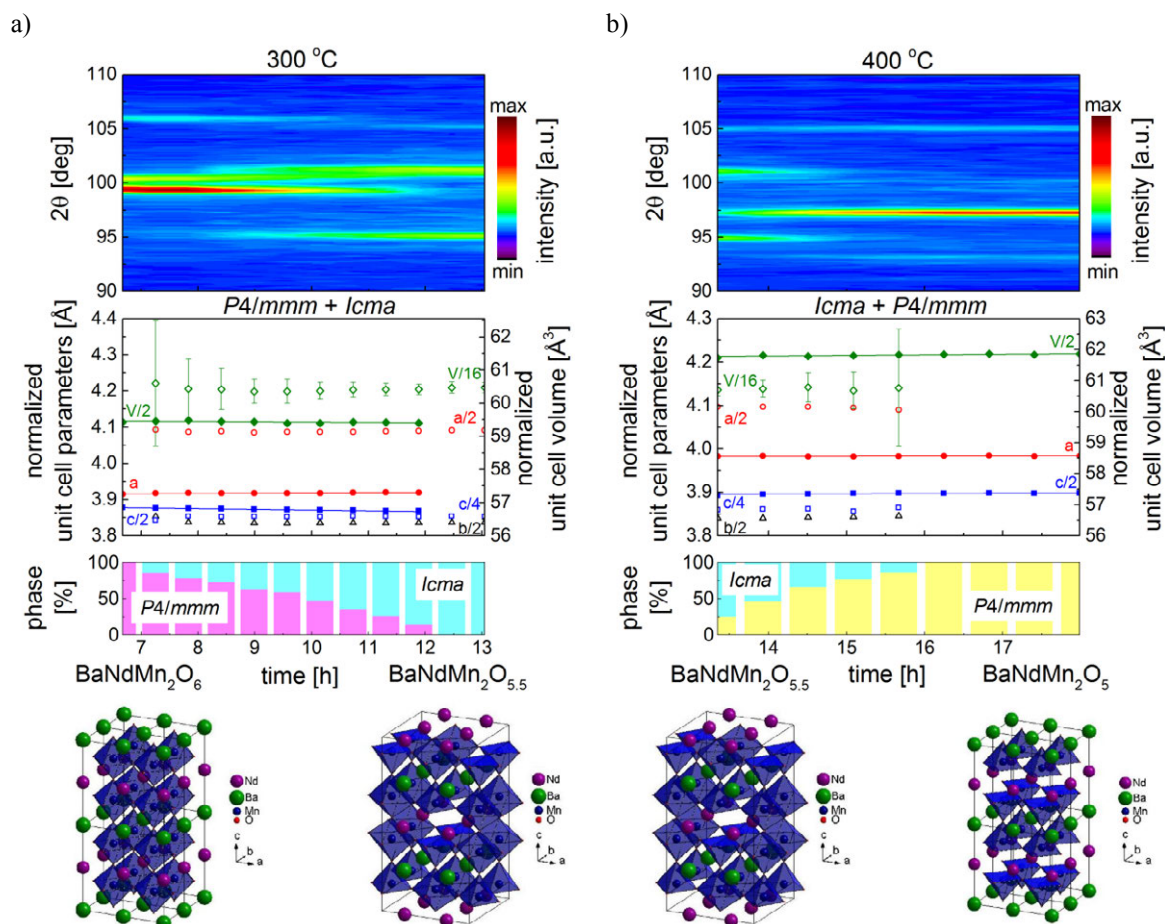 a)
300 °C
110
105
100
95
90
2θ [deg]
max
min
intensity [a.u.]
P4/mmm + Icma
4.4
4.3
4.2
4.1
4.0
3.9
3.8
normalized
unit cell parameters [Å]
V/16
V/2
a/2
a
c/2
c/4
b/2
62
61
60
59
58
57
56
normalized
unit cell volume [Å³]
100
50
0
phase
[%]
P4/mmm
Icma
7 8 9 10 11 12 13
BaNdMn₂O₆
time [h]
BaNdMn₂O₅.₅
Nd
Ba
Mn
O
c
b
a
Nd
Ba
Mn
O
c
b
a
b)
400 °C
110
105
100
95
90
2θ [deg]
max
min
intensity [a.u.]
Icma + P4/mmm
4.3
4.2
4.1
4.0
3.9
3.8
normalized
unit cell parameters [Å]
V/2
V/16
a/2
a
c/2
c/4
b/2
63
62
61
60
59
58
57
56
normalized
unit cell volume [Å³]
100
50
0
phase
[%]
Icma
P4/mmm
14 15 16 17
BaNdMn₂O₅.₅
time [h]
BaNdMn₂O₅
Nd
Ba
Mn
O
c
b
a
Nd
Ba
Mn
O
c
b
a